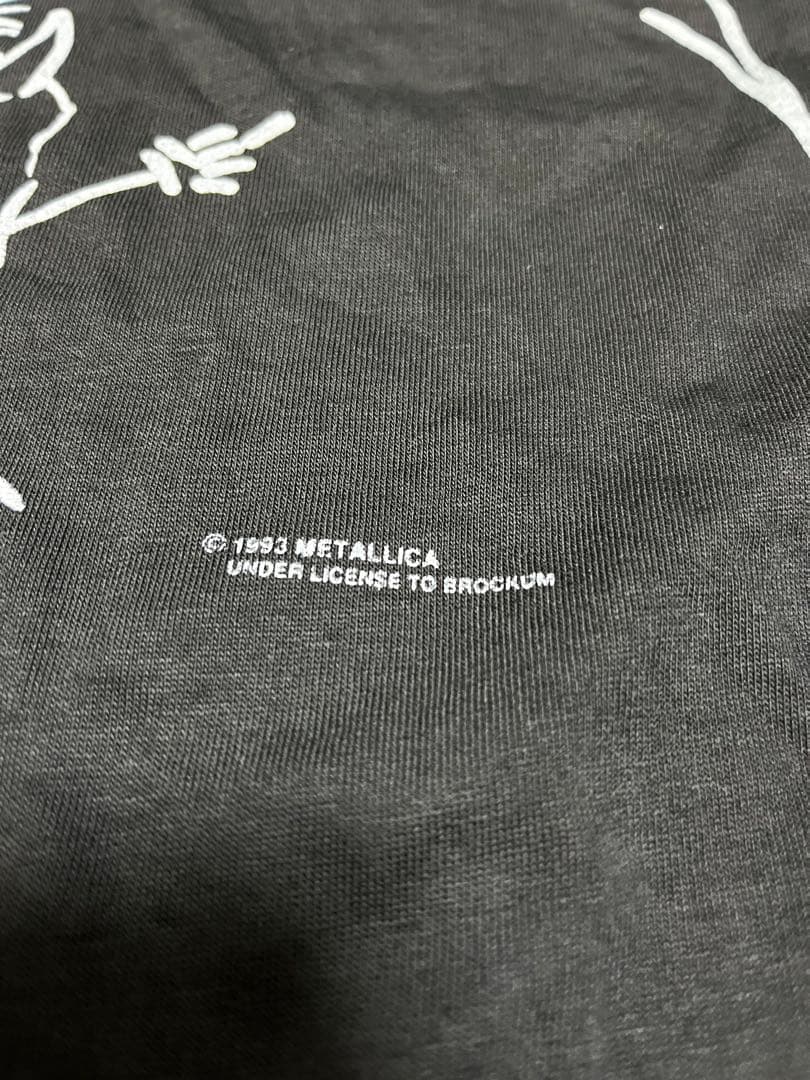 © 1993 METALLICA
UNDER LICENSE TO BROCKUM